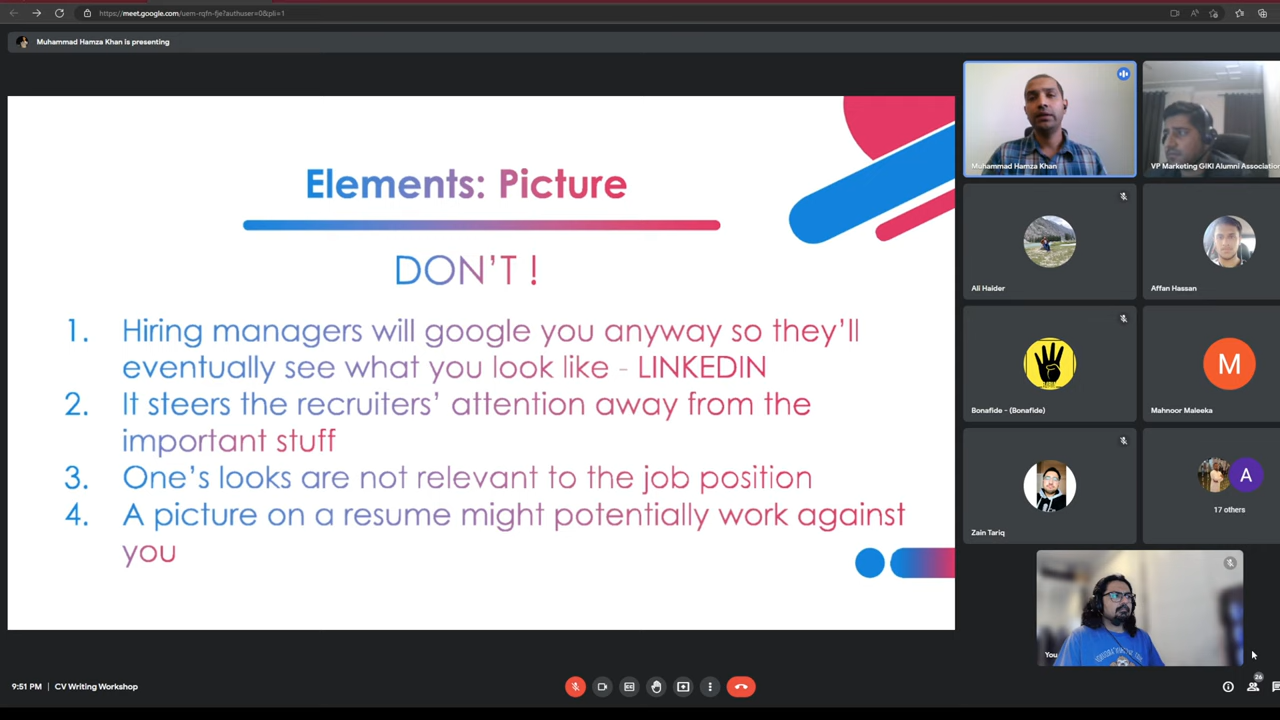 https://meet.google.com/uem-rqfn-fje?authuser=0&pli=1
Muhammad Hamza Khan is presenting
Elements: Picture
DON'T !
1. Hiring managers will google you anyway so they'll
eventually see what you look like - LINKEDIN
2. It steers the recruiters' attention away from the
important stuff
3. One's looks are not relevant to the job position
4. A picture on a resume might potentially work against
you
Muhammad Hamza Khan
VP Marketing GIKI Alumni Association
Ali Haider
Affan Hassan
Bonafide - (Bonafide)
M
Mahnoor Maleeka
Zain Tariq
A
17 others
You
9:51 PM | CV Writing Workshop
26